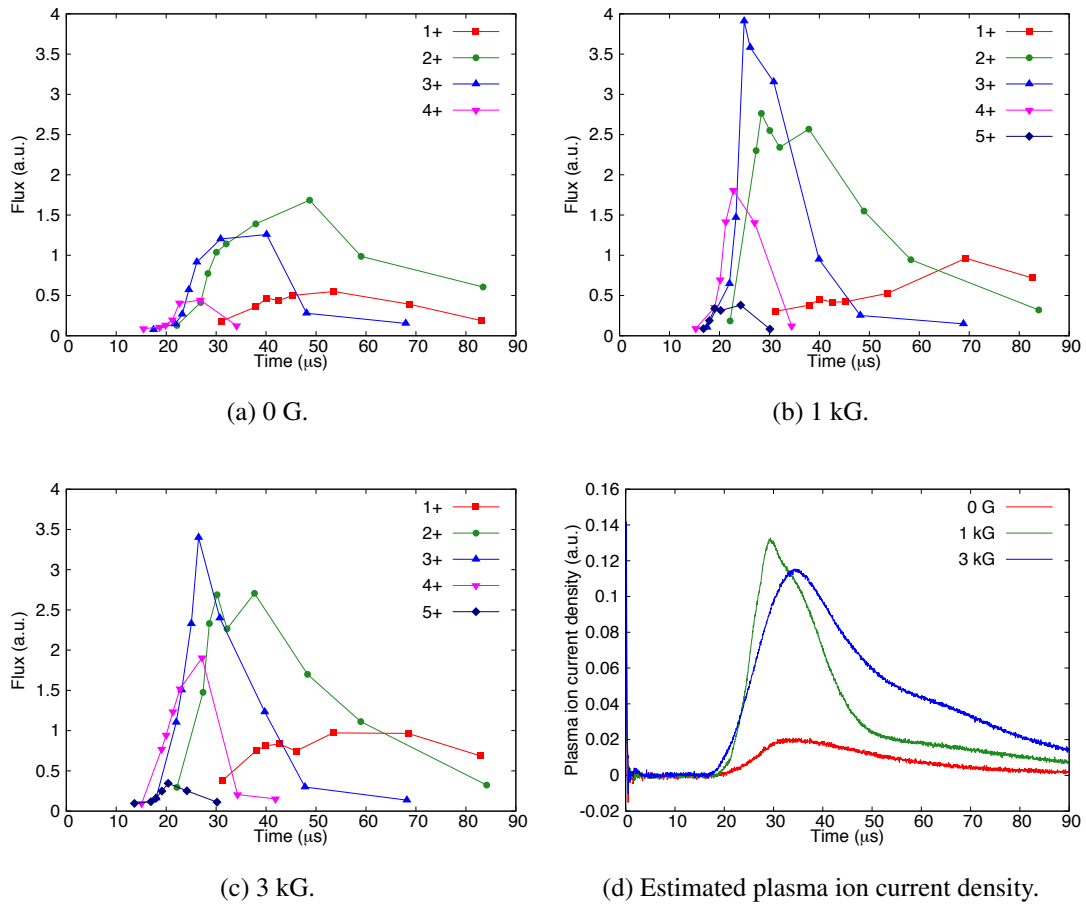 4
3.5
3
2.5
2
1.5
1
0.5
0
0 10 20 30 40 50 60 70 80 90
Flux (a.u.)
Time (μs)
1+
2+
3+
4+
(a) 0 G.
4
3.5
3
2.5
2
1.5
1
0.5
0
0 10 20 30 40 50 60 70 80 90
Flux (a.u.)
Time (μs)
1+
2+
3+
4+
5+
(b) 1 kG.
4
3.5
3
2.5
2
1.5
1
0.5
0
0 10 20 30 40 50 60 70 80 90
Flux (a.u.)
Time (μs)
1+
2+
3+
4+
5+
(c) 3 kG.
0.16
0.14
0.12
0.1
0.08
0.06
0.04
0.02
0
-0.02
0 10 20 30 40 50 60 70 80 90
Plasma ion current density (a.u.)
Time (μs)
0 G
1 kG
3 kG
(d) Estimated plasma ion current density.